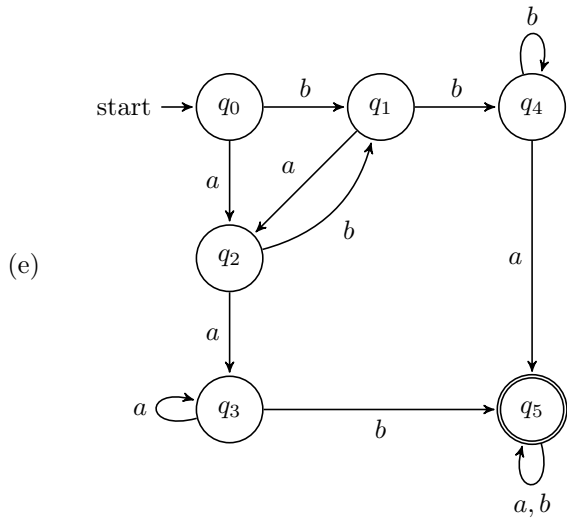 b
start q₀ b q₁ b q₄
a a
b
(e) q₂ a
a
a q₃ b q₅
a, b